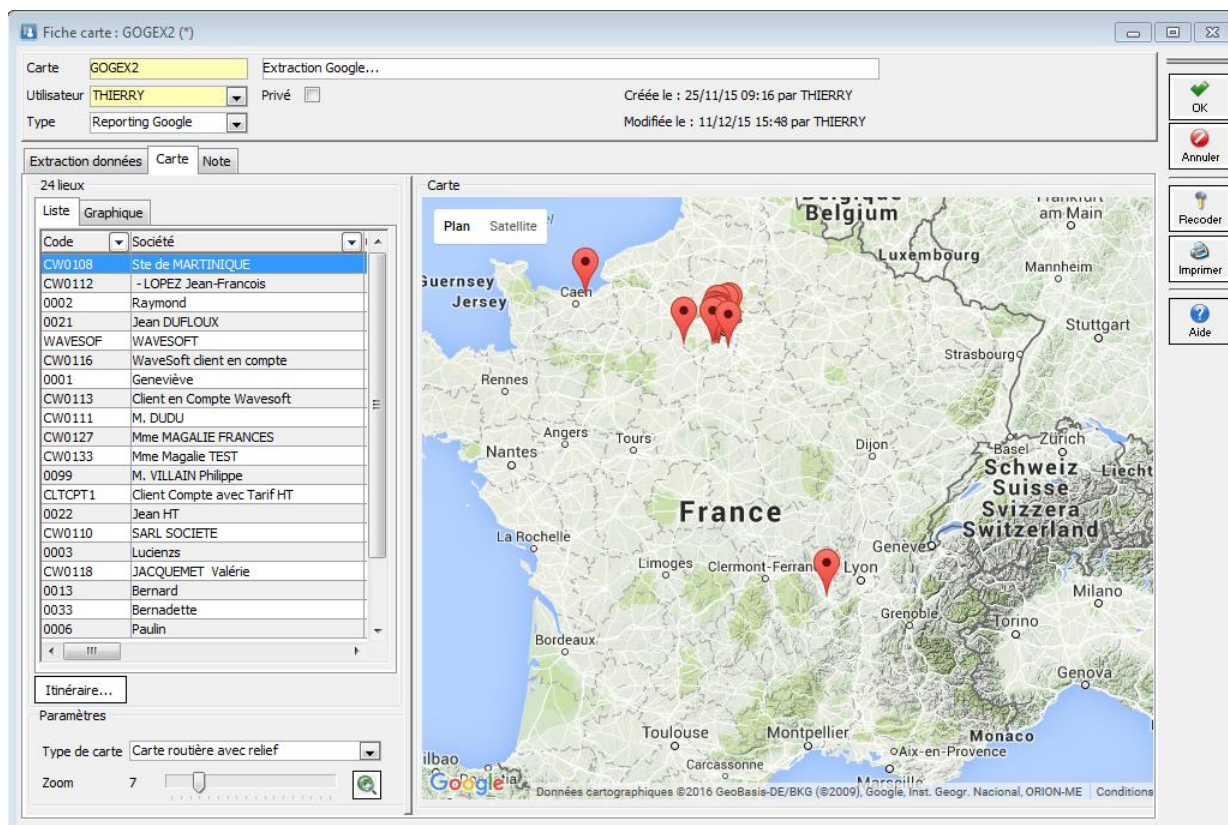 Fiche carte : GOGEX2 (*)
Carte GOGEX2 Extraction Google...
Utilisateur THIERRY Privé Créée le : 25/11/15 09:16 par THIERRY
Type Reporting Google Modifiée le : 11/12/15 15:48 par THIERRY
OK
Annuler
Recoder
Imprimer
Aide
Extraction données Carte Note
24 lieux
Liste Graphique
Code Société
CW0108 Ste de MARTINIQUE
CW0112 - LOPEZ Jean-Francois
0002 Raymond
0021 Jean DUFLOUX
WAVESOF WAVESOFT
CW0116 WaveSoft client en compte
0001 Geneviève
CW0113 Client en Compte Wavesoft
CW0111 M. DUDU
CW0127 Mme MAGALIE FRANCES
CW0133 Mme Magalie TEST
0099 M. VILLAIN Philippe
CLTCPT1 Client Compte avec Tarif HT
0022 Jean HT
CW0110 SARL SOCIETE
0003 Lucienzs
CW0118 JACQUEMET Valérie
0013 Bernard
0033 Bernadette
0006 Paulin
Itinéraire...
Paramètres
Type de carte Carte routière avec relief
Zoom 7
Carte
Plan Satellite
Belgium
am Main
Luxembourg
Mannheim
Guernsey
Jersey
Caen
Stuttgart
Strasbourg
Rennes
Angers
Tours
Nantes
Dijon
Basel
Zürich
Schweiz
Suisse
Svizzera
Switzerland
Liecht
France
La Rochelle
Genève
Limoges
Clermont-Ferran
Lyon
Milano
Grenoble
Torino
Bordeaux
Genova
Toulouse
Montpellier
Monaco
Aix-en-Provence
Carcassonne
Marseille
ilbao
Google
Données cartographiques ©2016 GeoBasis-DE/BKG (©2009), Google, Inst. Geogr. Nacional, ORION-ME Conditions